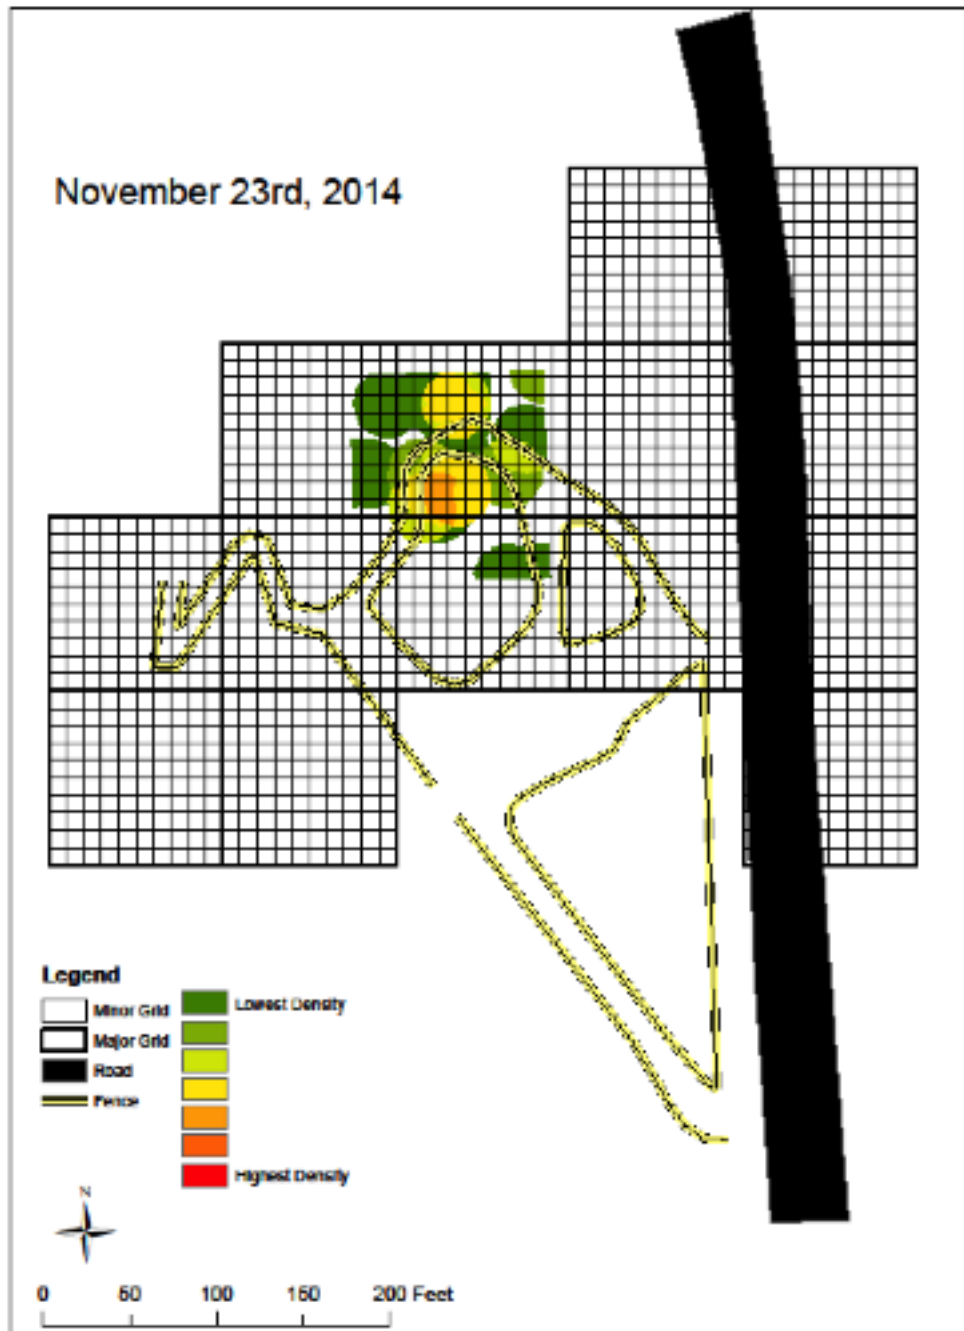 November 23rd, 2014
Legend
Minor Grid
Major Grid
Road
Fence
Lowest Density
Highest Density
N
0 50 100 150 200 Feet